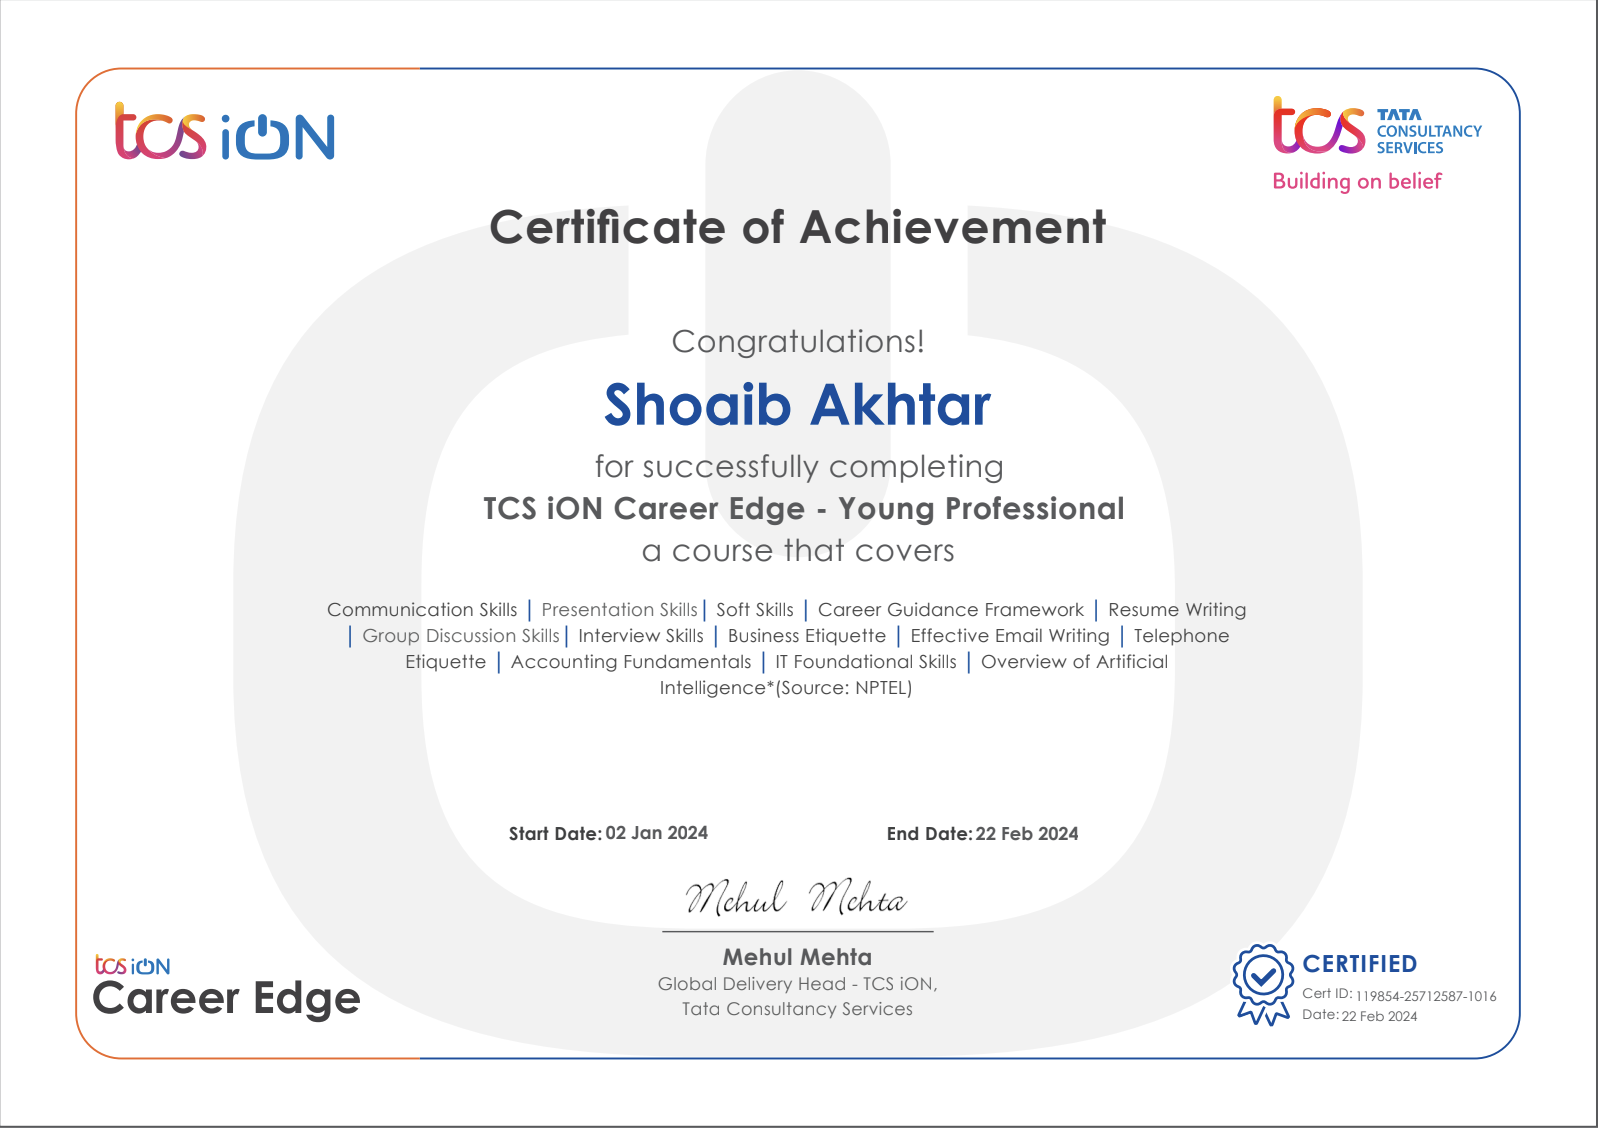 tcs iON
tcs TATA
CONSULTANCY
SERVICES
Building on belief
Certificate of Achievement
Congratulations!
Shoaib Akhtar
for successfully completing
TCS iON Career Edge - Young Professional
a course that covers
Communication Skills | Presentation Skills | Soft Skills | Career Guidance Framework | Resume Writing
| Group Discussion Skills | Interview Skills | Business Etiquette | Effective Email Writing | Telephone
Etiquette | Accounting Fundamentals | IT Foundational Skills | Overview of Artificial
Intelligence*(Source: NPTEL)
Start Date: 02 Jan 2024 End Date: 22 Feb 2024
Mehul Mehta
Mehul Mehta
Global Delivery Head - TCS iON,
Tata Consultancy Services
tcs iON
Career Edge
CERTIFIED
Cert ID: 119854-25712587-1016
Date: 22 Feb 2024